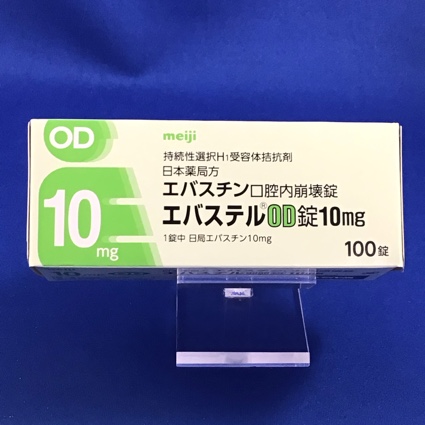 OD
10
mg
meiji
持続性選択H₁受容体拮抗剤
日本薬局方
エバスチン口腔内崩壊錠
エバステル®OD錠10mg
1錠中 日局エバスチン10mg
100錠